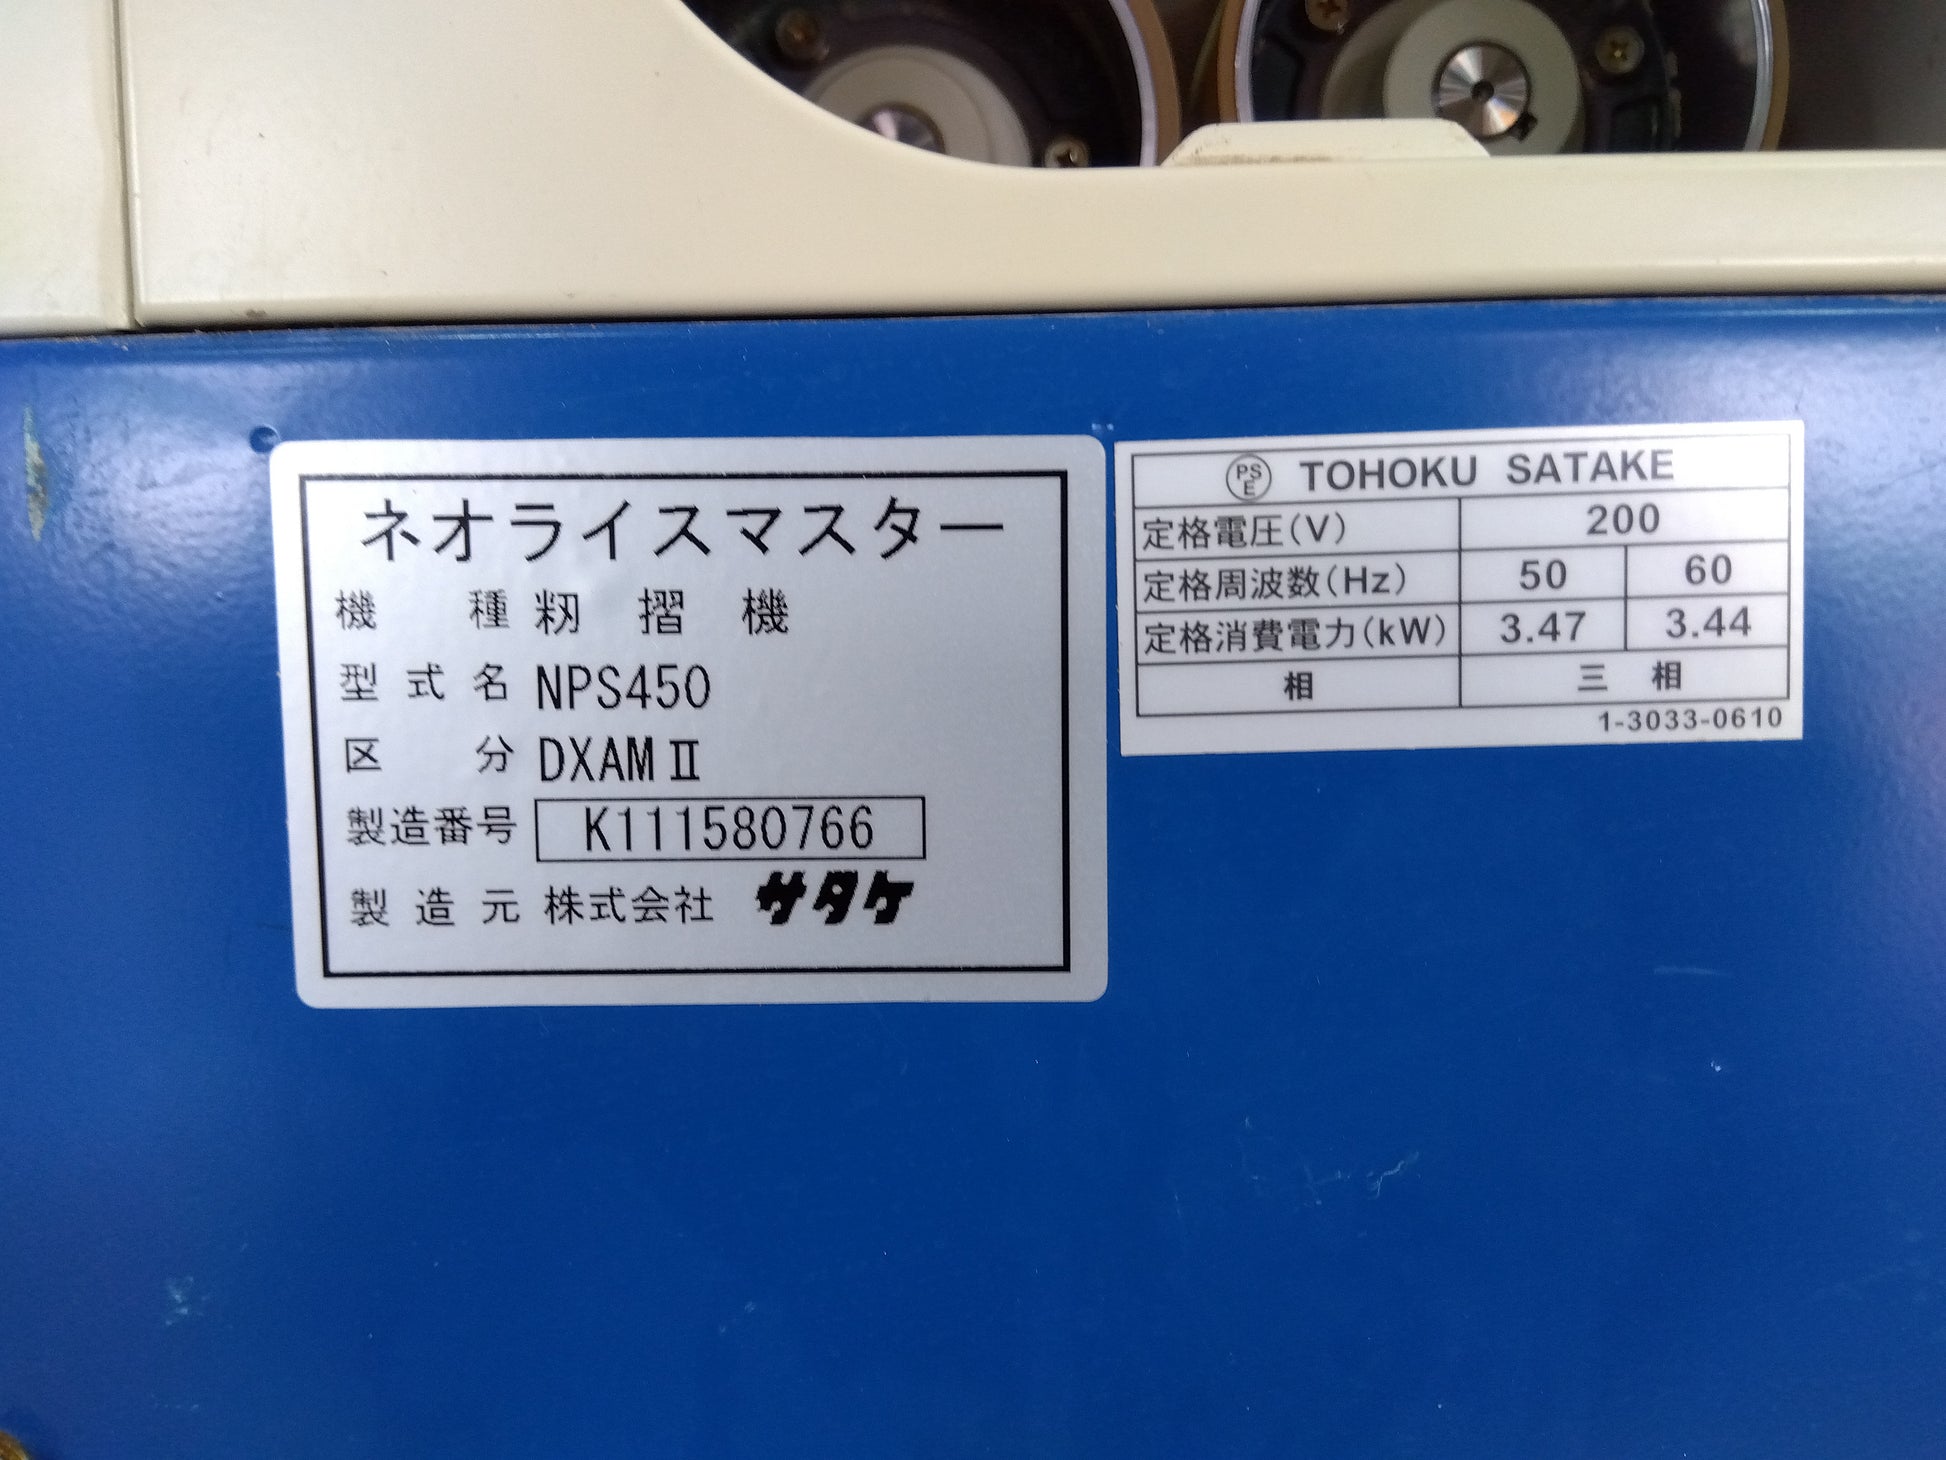 ネオライスマスター
機種 籾摺機
型式名 NPS450
区分 DXAMⅡ
製造番号 K111580766
製造元 株式会社 サタケ
PSE TOHOKU SATAKE
定格電圧(V) 200
定格周波数(Hz) 50 60
定格消費電力(kW) 3.47 3.44
相 三相
1-3033-0610